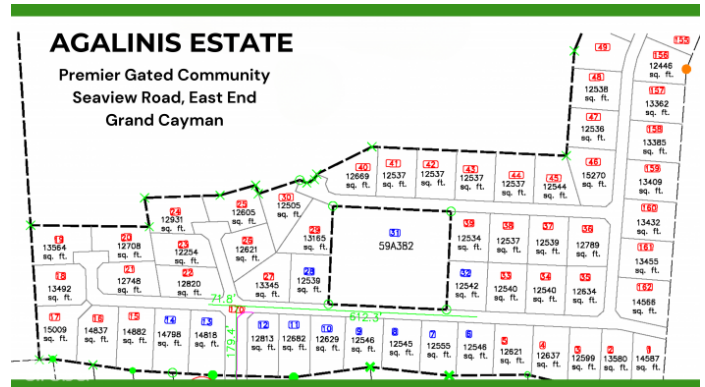 AGALINIS ESTATE
Premier Gated Community
Seaview Road, East End
Grand Cayman
155
49
156
12446
sq. ft.
48
12538
sq. ft.
157
13362
sq. ft.
47
12536
sq. ft.
158
13385
sq. ft.
40
12669
sq. ft.
41
12537
sq. ft.
42
12537
sq. ft.
43
12537
sq. ft.
44
12537
sq. ft.
45
12544
sq. ft.
46
15270
sq. ft.
159
13409
sq. ft.
24
12931
sq. ft.
25
12605
sq. ft.
30
12505
sq. ft.
160
13432
sq. ft.
19
13564
sq. ft.
20
12708
sq. ft.
23
12254
sq. ft.
26
12621
sq. ft.
29
13165
sq. ft.
31
59A382
39
12534
sq. ft.
38
12537
sq. ft.
37
12539
sq. ft.
36
12789
sq. ft.
161
13455
sq. ft.
18
13492
sq. ft.
21
12748
sq. ft.
22
12820
sq. ft.
27
13345
sq. ft.
28
12539
sq. ft.
32
12542
sq. ft.
33
12540
sq. ft.
34
12540
sq. ft.
35
12634
sq. ft.
162
14566
sq. ft.
71.8'
170
612.3'
179.4'
17
15009
sq. ft.
16
14837
sq. ft.
15
14882
sq. ft.
14
14798
sq. ft.
13
14818
sq. ft.
12
12813
sq. ft.
11
12682
sq. ft.
10
12629
sq. ft.
9
12546
sq. ft.
8
12545
sq. ft.
7
12555
sq. ft.
6
12546
sq. ft.
5
12621
sq. ft.
4
12637
sq. ft.
3
12599
sq. ft.
2
13580
sq. ft.
1
14587
sq. ft.